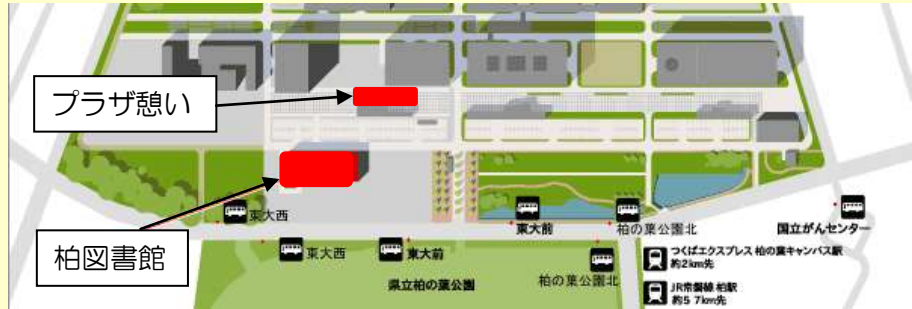 プラザ憩い
柏図書館
東大西
東大前
柏の葉公園北
国立がんセンター
東大西
東大前
県立柏の葉公園
柏の葉公園北
つくばエクスプレス 柏の葉キャンパス駅
約2km先
JR常磐線 柏駅
約5 7km先